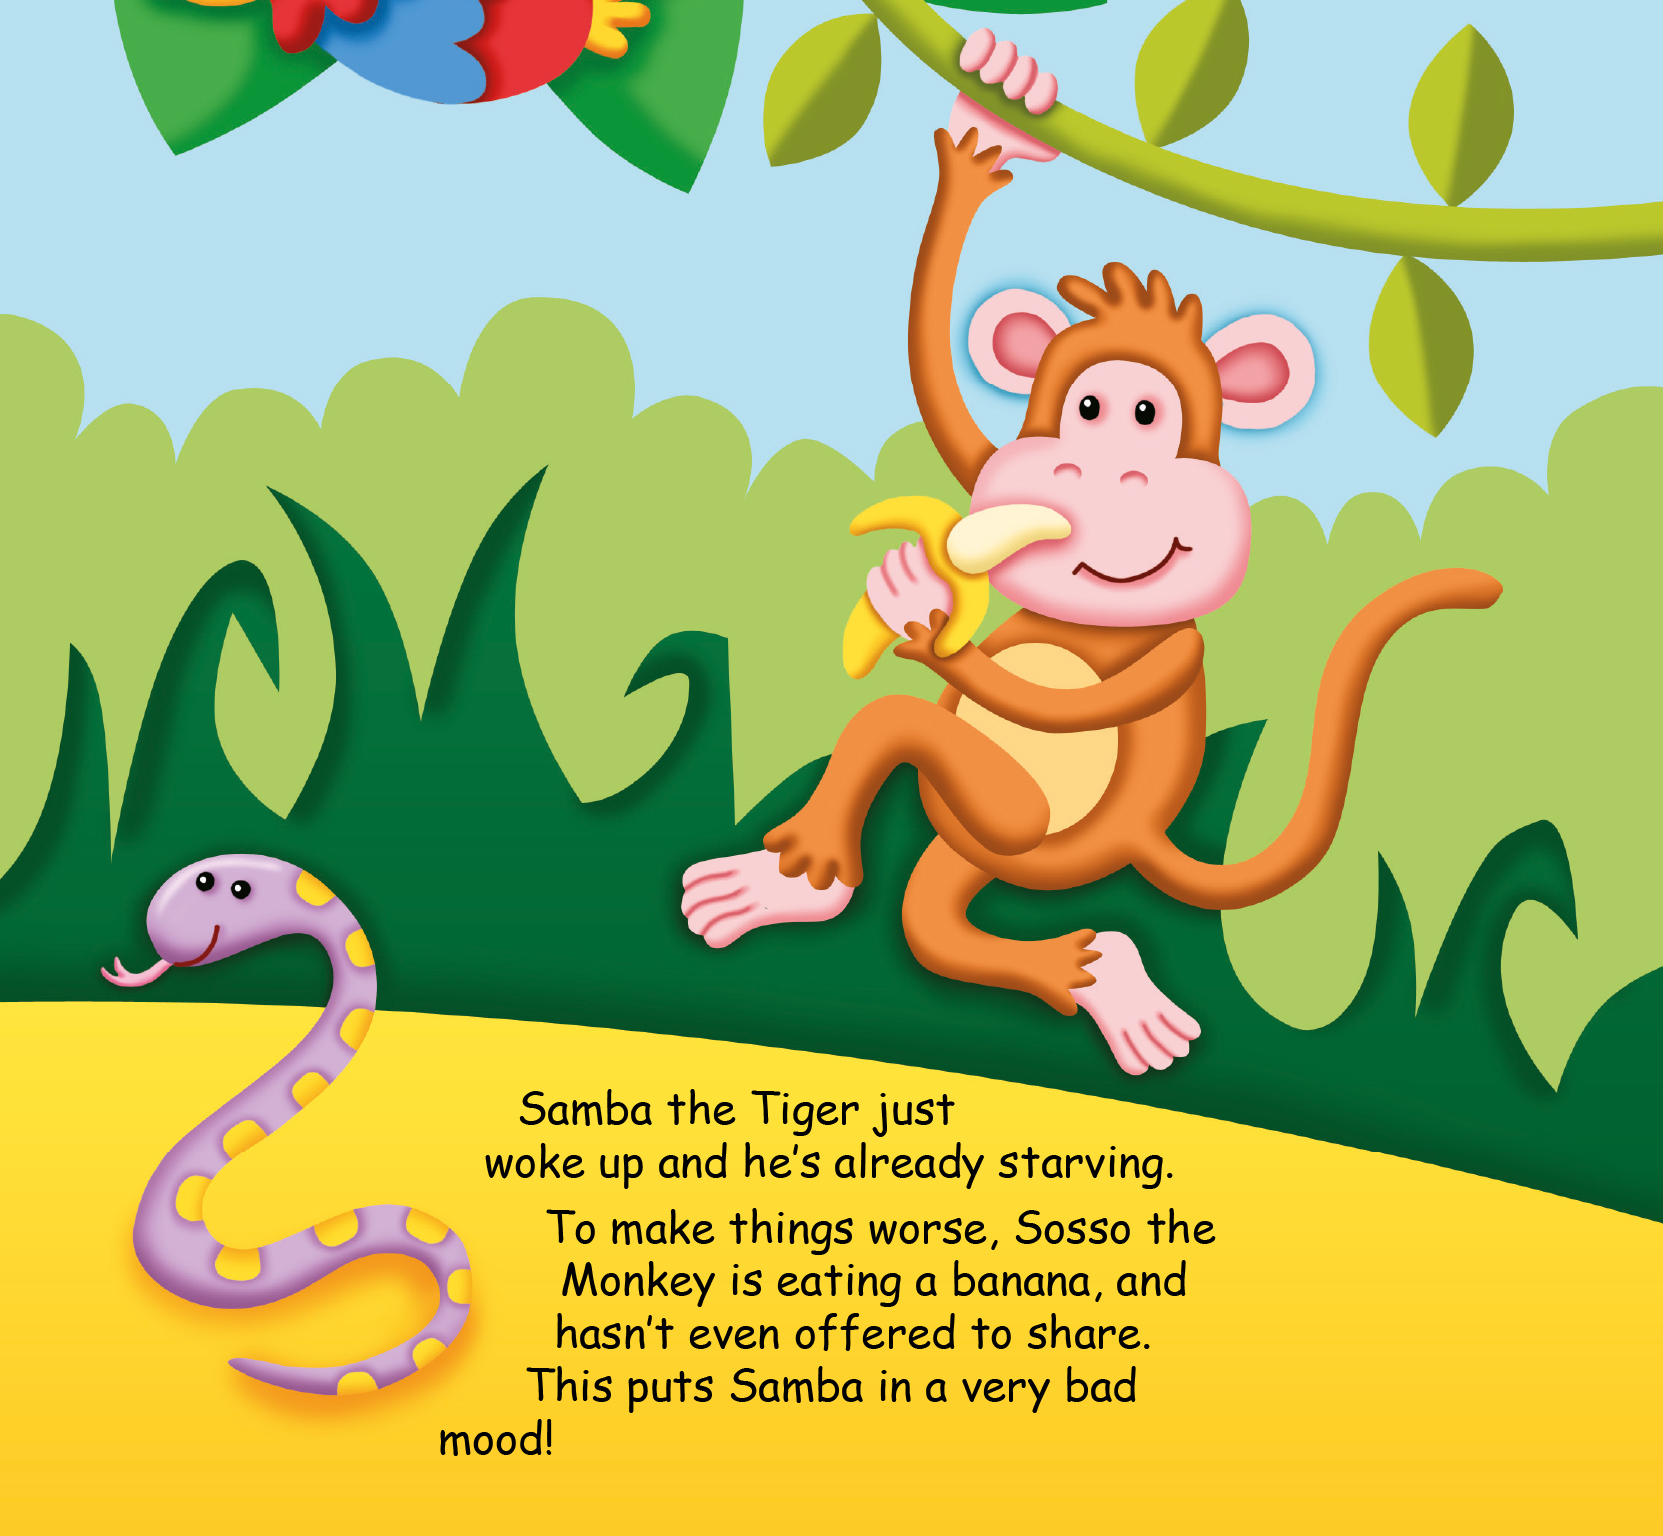 Samba the Tiger just
woke up and he's already starving.
To make things worse, Sosso the
Monkey is eating a banana, and
hasn't even offered to share.
This puts Samba in a very bad
mood!